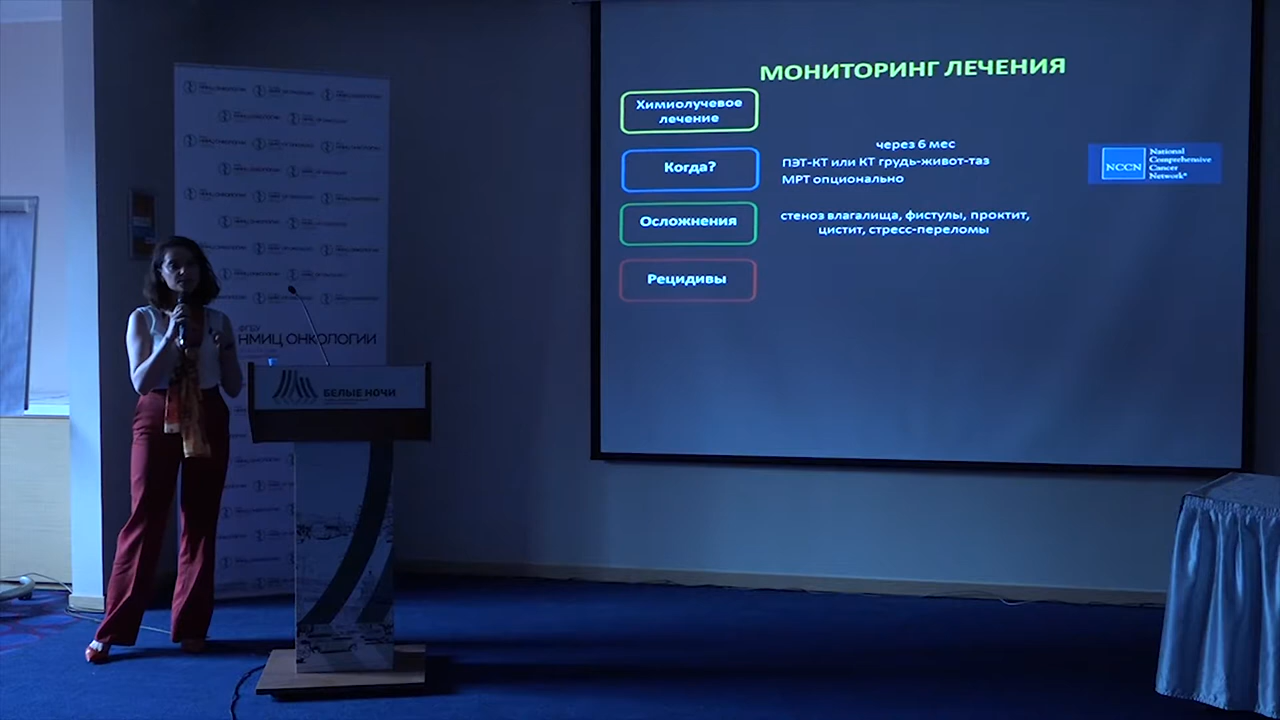 МОНИТОРИНГ ЛЕЧЕНИЯ
Химиолучевое
лечение
Когда?
через 6 мес
ПЭТ-КТ или КТ грудь-живот-таз
МРТ опционально
NCCN
National
Comprehensive
Cancer
Network®
Осложнения
стеноз влагалища, фистулы, проктит,
цистит, стресс-переломы
Рецидивы
ФГБУ
НМИЦ ОНКОЛОГИИ
БЕЛЫЕ НОЧИ